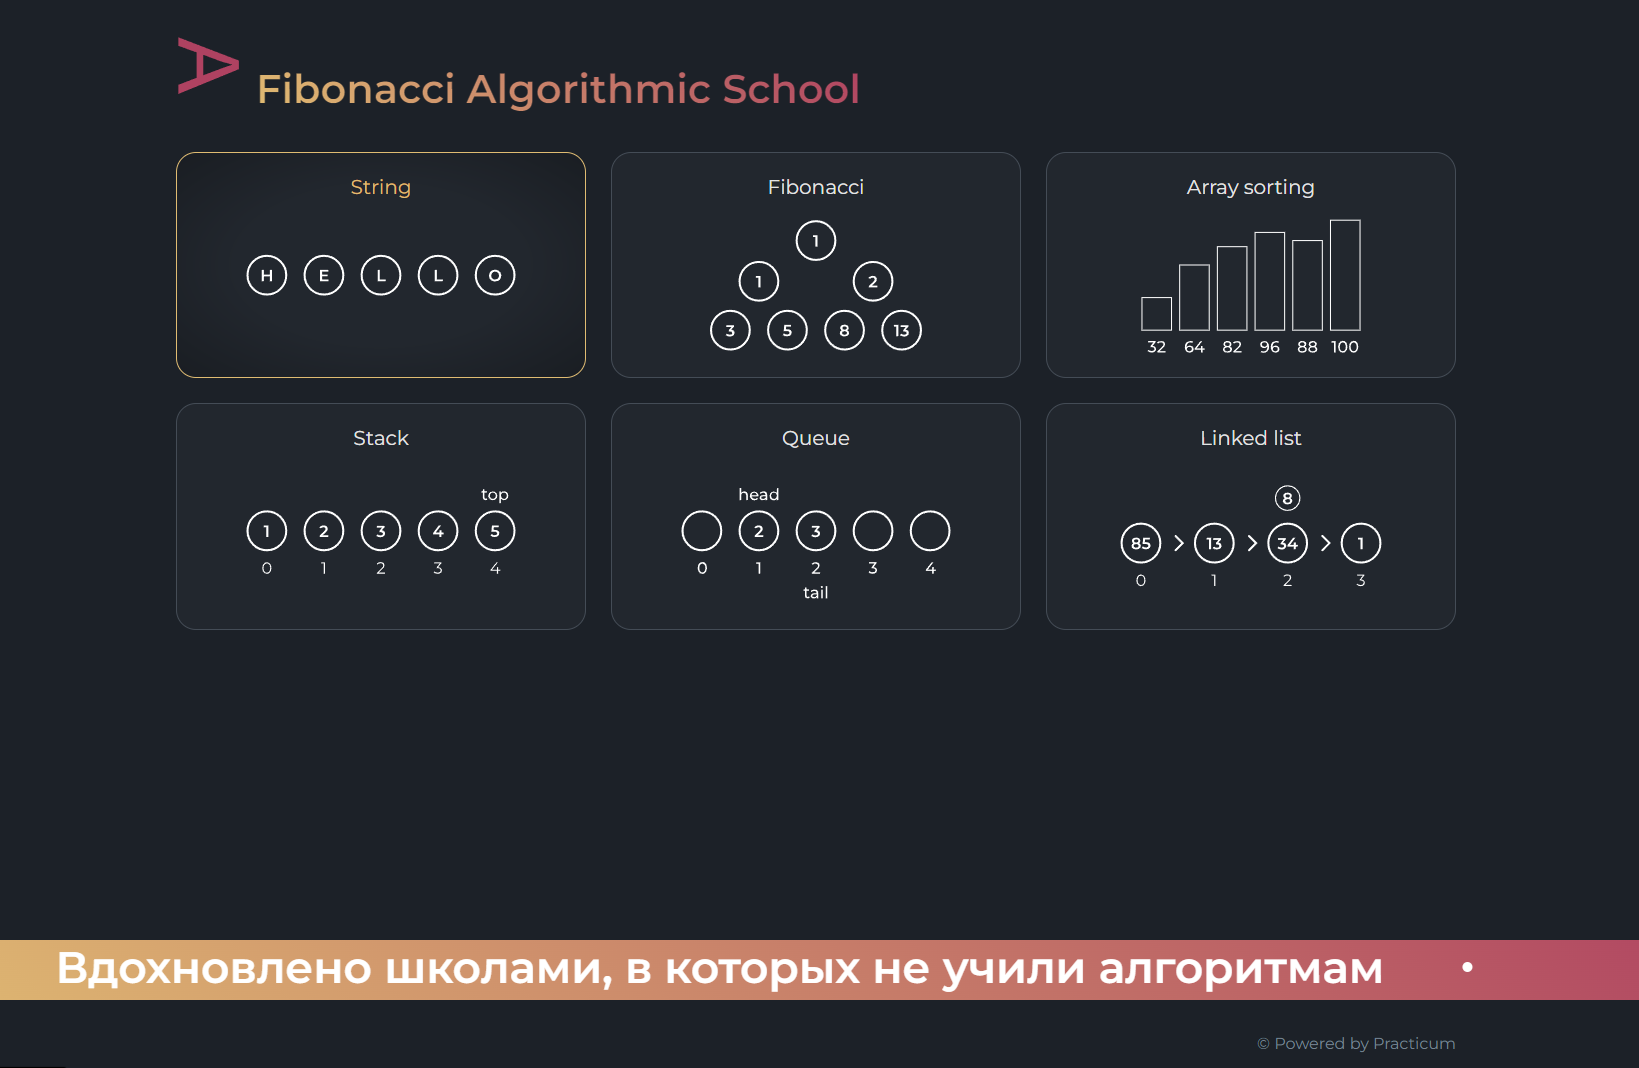 A
Fibonacci Algorithmic School
String
H E L L O
Fibonacci
1
1 2
3 5 8 13
Array sorting
32 64 82 96 88 100
Stack
top
1 2 3 4 5
0 1 2 3 4
Queue
head
2 3
0 1 2 3 4
tail
Linked list
8
85 > 13 > 34 > 1
0 1 2 3
Вдохновлено школами, в которых не учили алгоритмам •
© Powered by Practicum